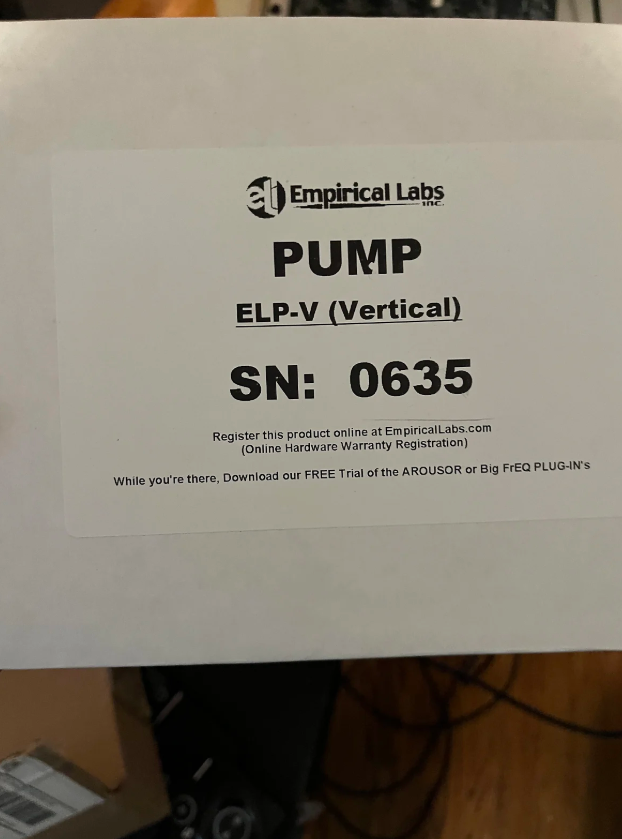 el Empirical Labs
INC.
PUMP
ELP-V (Vertical)
SN: 0635
Register this product online at EmpiricalLabs.com
(Online Hardware Warranty Registration)
While you're there, Download our FREE Trial of the AROUSOR or Big FrEQ PLUG-IN's